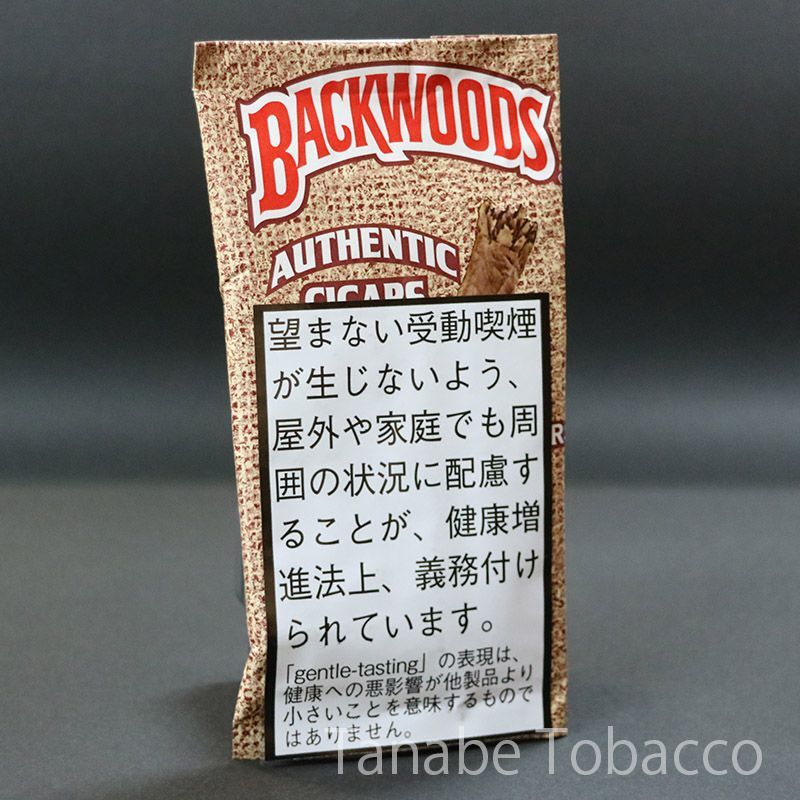 BACKWOODS
AUTHENTIC
CIGARS
望まない受動喫煙
が生じないよう、
屋外や家庭でも周
囲の状況に配慮す
ることが、健康増
進法上、義務付け
られています。
「gentle-tasting」の表現は、
健康への悪影響が他製品より
小さいことを意味するもので
はありません。
Tanabe Tobacco